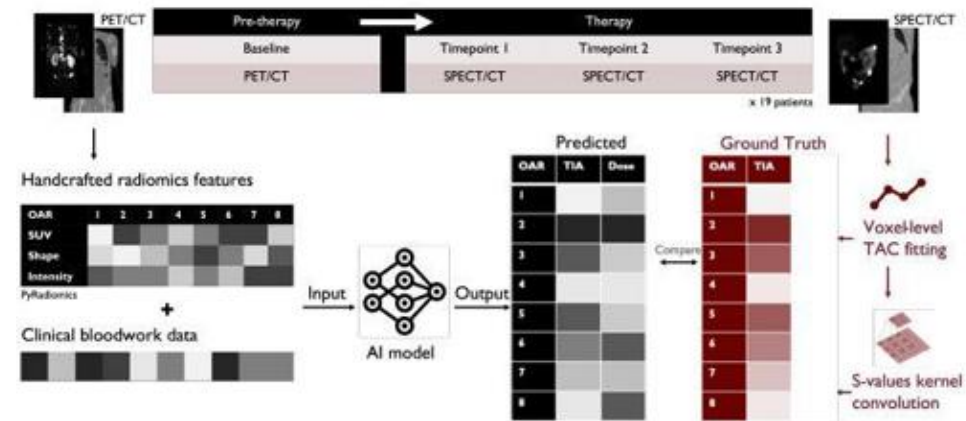 PET/CT
Pre-therapy
Therapy
SPECT/CT
Baseline
Timepoint 1
Timepoint 2
Timepoint 3
PET/CT
SPECT/CT
SPECT/CT
SPECT/CT
x 19 patients
Handcrafted radiomics features
OAR 1 2 3 4 5 6 7 8
SUV
Shape
Intensity
PyRadiomics
+
Clinical bloodwork data
Input
AI model
Output
Predicted
OAR TIA Dose
1
2
3
4
5
6
7
8
Compare
Ground Truth
OAR TIA
1
2
3
4
5
6
7
8
Voxel-level
TAC fitting
S-values kernel
convolution